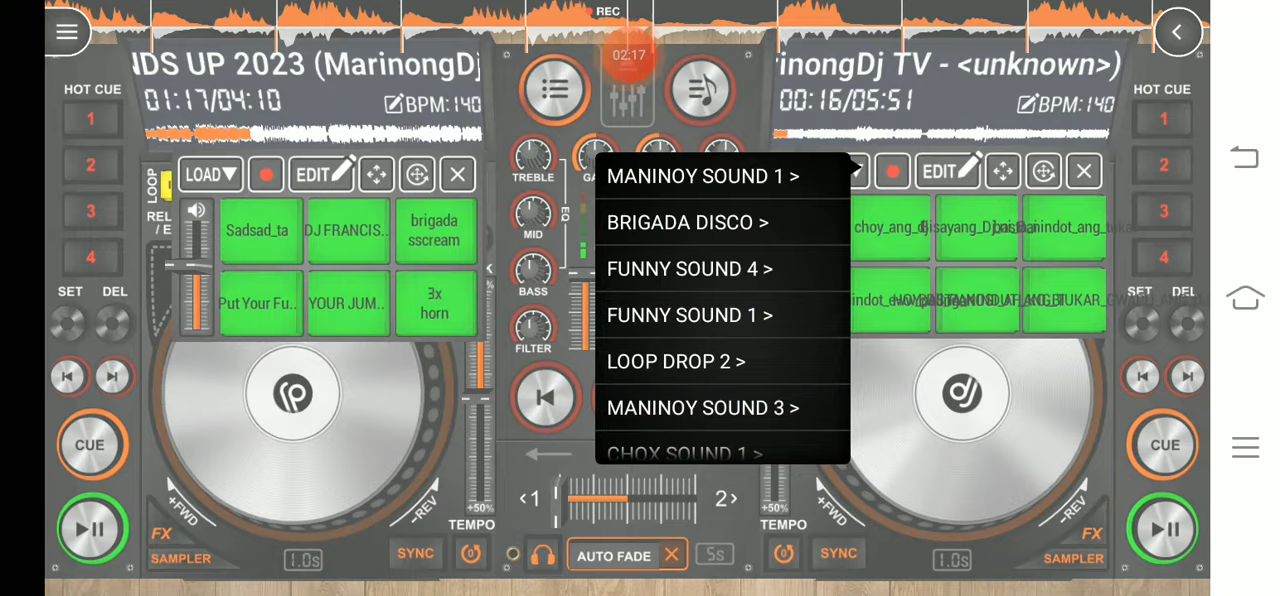 REC
02:17
NDS UP 2023 (MarinongDj
01:17/04:10
BPM:140
inongDj TV - <unknown>)
00:16/05:51
BPM:140
HOT CUE
1
2
3
4
SET
DEL
CUE
LOOP
REL
/ E
LOAD▼
EDIT
Sadsad_ta
DJ FRANCIS..
brigada
sscream
Put Your Fu..
YOUR JUM..
3x
horn
TREBLE
MID
BASS
FILTER
EQ
GA
MANINOY SOUND 1 >
BRIGADA DISCO >
FUNNY SOUND 4 >
FUNNY SOUND 1 >
LOOP DROP 2 >
MANINOY SOUND 3 >
CHOX SOUND 1 >
EDIT
HOT CUE
1
2
3
4
SET
DEL
CUE
+FWD
-REV
FX
SAMPLER
1.0s
SYNC
+50%
TEMPO
<1
2>
AUTO FADE
5s
+50%
TEMPO
SYNC
+FWD
-REV
1.0s
FX
SAMPLER